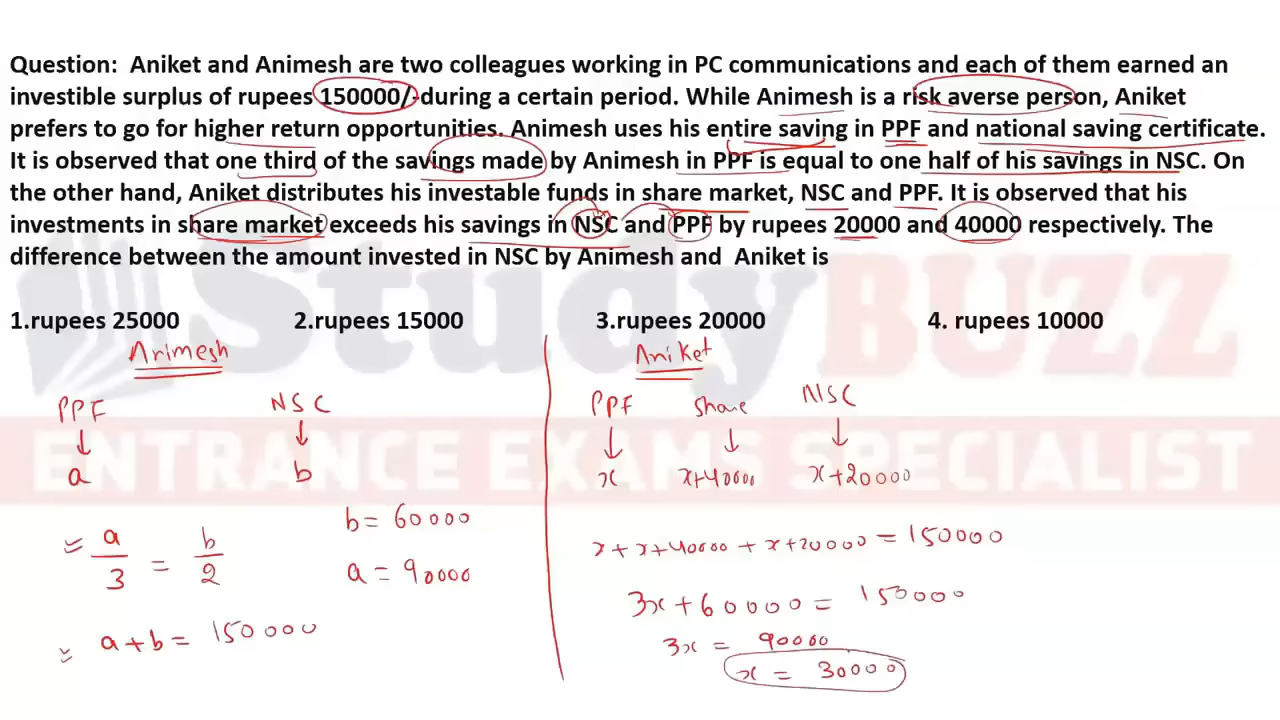 Question: Aniket and Animesh are two colleagues working in PC communications and each of them earned an
investible surplus of rupees 150000/- during a certain period. While Animesh is a risk averse person, Aniket
prefers to go for higher return opportunities. Animesh uses his entire saving in PPF and national saving certificate.
It is observed that one third of the savings made by Animesh in PPF is equal to one half of his savings in NSC. On
the other hand, Aniket distributes his investable funds in share market, NSC and PPF. It is observed that his
investments in share market exceeds his savings in NSC and PPF by rupees 20000 and 40000 respectively. The
difference between the amount invested in NSC by Animesh and Aniket is
StudyBUZZ
1.rupees 25000 2.rupees 15000 3.rupees 20000 4. rupees 10000
Animesh Aniket
PPF NSC PPF Share NSC
ENTRANCE EXAMS SPECIALIST
a b x x+40000 x+20000
b = 60000
a/3 = b/2
x + x+40000 + x+20000 = 150000
a = 90000
3x + 60000 = 150000
a + b = 150000
3x = 90000
x = 30000